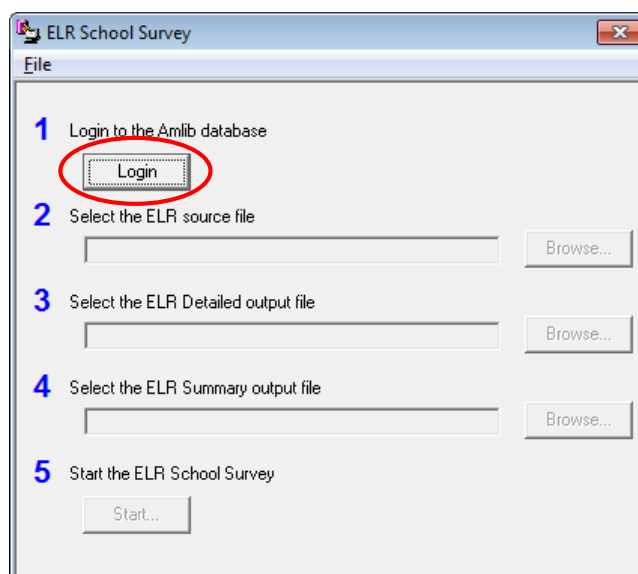 ELR School Survey
File
1 Login to the Amlib database
Login
2 Select the ELR source file
Browse...
3 Select the ELR Detailed output file
Browse...
4 Select the ELR Summary output file
Browse...
5 Start the ELR School Survey
Start...